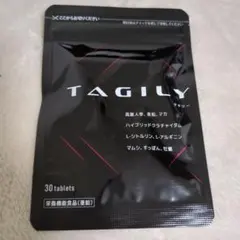 TAGILY
高麗人参、亜鉛、マカ
ハイブリッドクラチャイダム
L-シトルリン、L-アルギニン
マムシ、すっぽん、牡蠣
30 tablets
栄養機能食品(亜鉛)